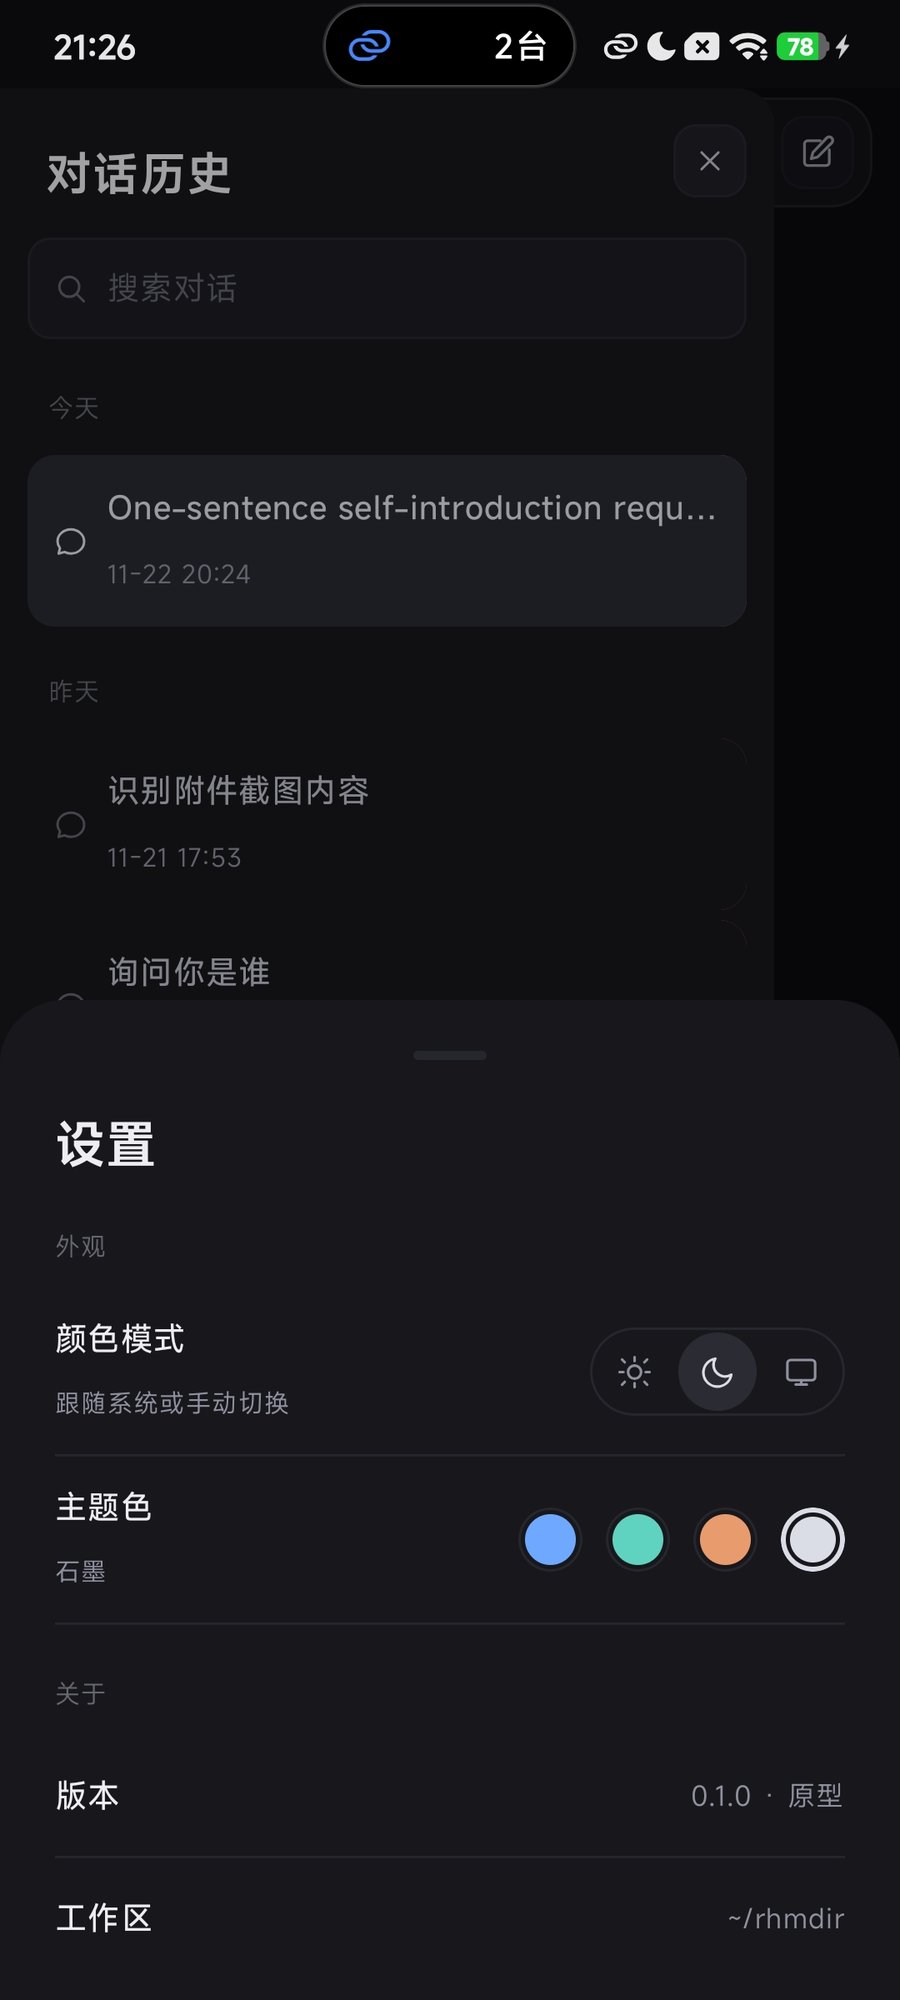 21:26
2台
78
对话历史
搜索对话
今天
One-sentence self-introduction requ...
11-22 20:24
昨天
识别附件截图内容
11-21 17:53
询问你是谁
设置
外观
颜色模式
跟随系统或手动切换
主题色
石墨
关于
版本
0.1.0 · 原型
工作区
~/rhmdir